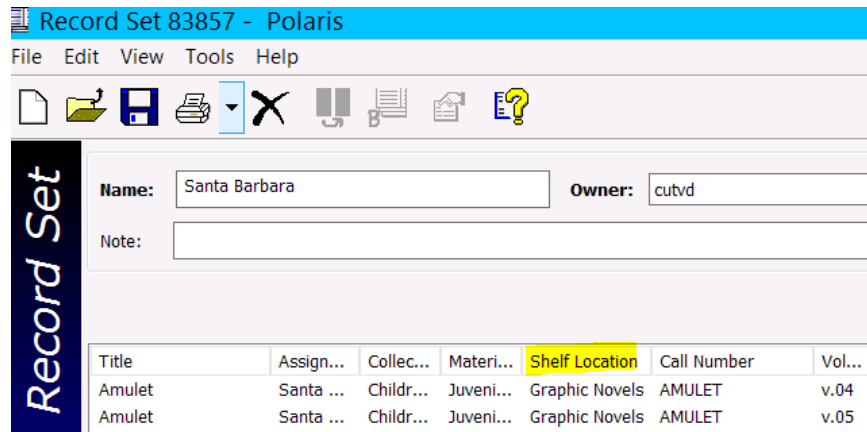 Record Set 83857 - Polaris
File Edit View Tools Help
Name: Santa Barbara Owner: cutvd
Note:
Record Set
Title Assign... Collec... Materi... Shelf Location Call Number Vol...
Amulet Santa ... Childr... Juveni... Graphic Novels AMULET v.04
Amulet Santa ... Childr... Juveni... Graphic Novels AMULET v.05